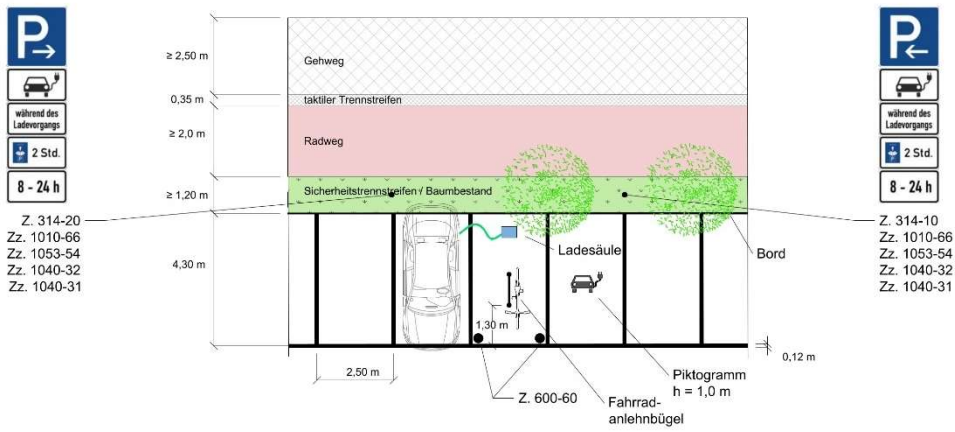 P
während des
Ladevorgangs
2 Std.
8 - 24 h
Z. 314-20
Zz. 1010-66
Zz. 1053-54
Zz. 1040-32
Zz. 1040-31
≥ 2,50 m
0,35 m
≥ 2,0 m
≥ 1,20 m
4,30 m
Gehweg
taktiler Trennstreifen
Radweg
Sicherheitstrennstreifen / Baumbestand
Ladesäule
Bord
1,30 m
2,50 m
0,12 m
Z. 600-60
Fahrrad-
anlehnbügel
Piktogramm
h = 1,0 m
P
während des
Ladevorgangs
2 Std.
8 - 24 h
Z. 314-10
Zz. 1010-66
Zz. 1053-54
Zz. 1040-32
Zz. 1040-31